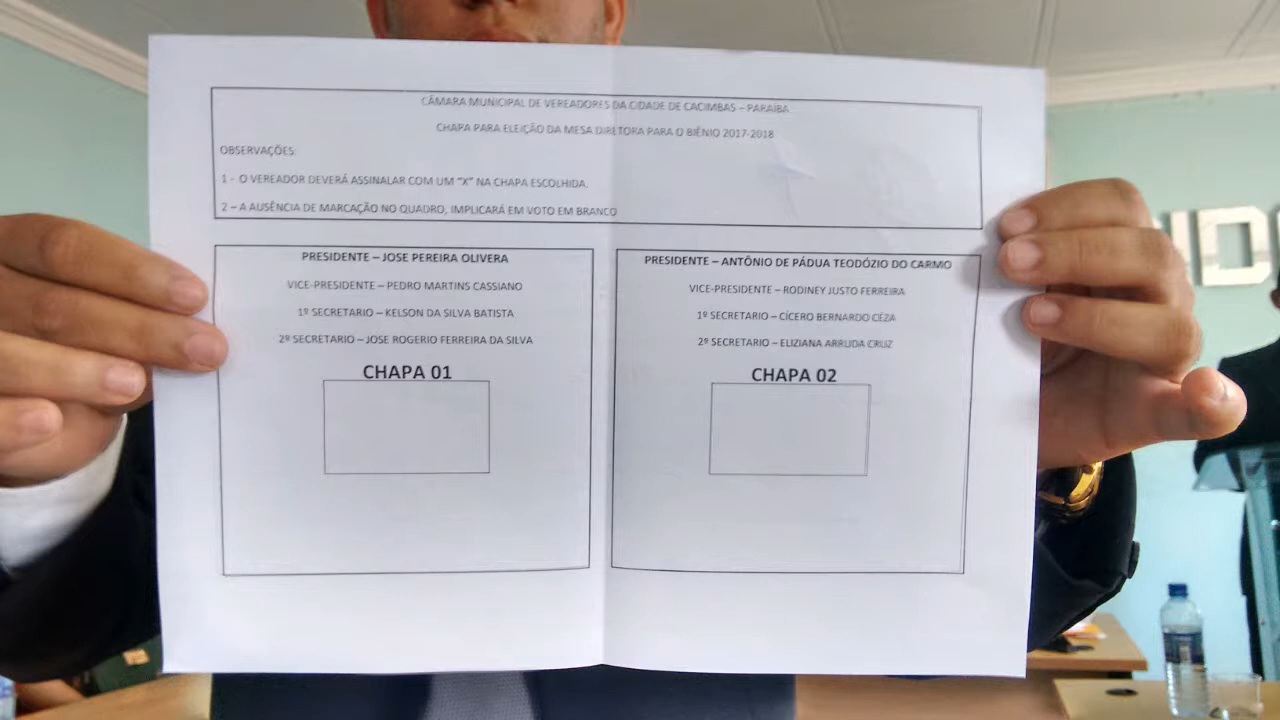 CÂMARA MUNICIPAL DE VEREADORES DA CIDADE DE CACIMBAS – PARAIBA
CHAPA PARA ELEIÇÃO DA MESA DIRETORA PARA O BIÊNIO 2017-2018
OBSERVAÇÕES:
1 - O VEREADOR DEVERÁ ASSINALAR COM UM "X" NA CHAPA ESCOLHIDA.
2 – A AUSÊNCIA DE MARCAÇÃO NO QUADRO, IMPLICARÁ EM VOTO EM BRANCO
PRESIDENTE – JOSE PEREIRA OLIVERA
VICE-PRESIDENTE – PEDRO MARTINS CASSIANO
1º SECRETARIO – KELSON DA SILVA BATISTA
2º SECRETARIO – JOSE ROGERIO FERREIRA DA SILVA
CHAPA 01
PRESIDENTE – ANTÔNIO DE PÁDUA TEODÓZIO DO CARMO
VICE-PRESIDENTE – RODINEY JUSTO FERREIRA
1º SECRETARIO – CÍCERO BERNARDO CÉZA
2º SECRETARIO – ELIZIANA ARRUDA CRUZ
CHAPA 02